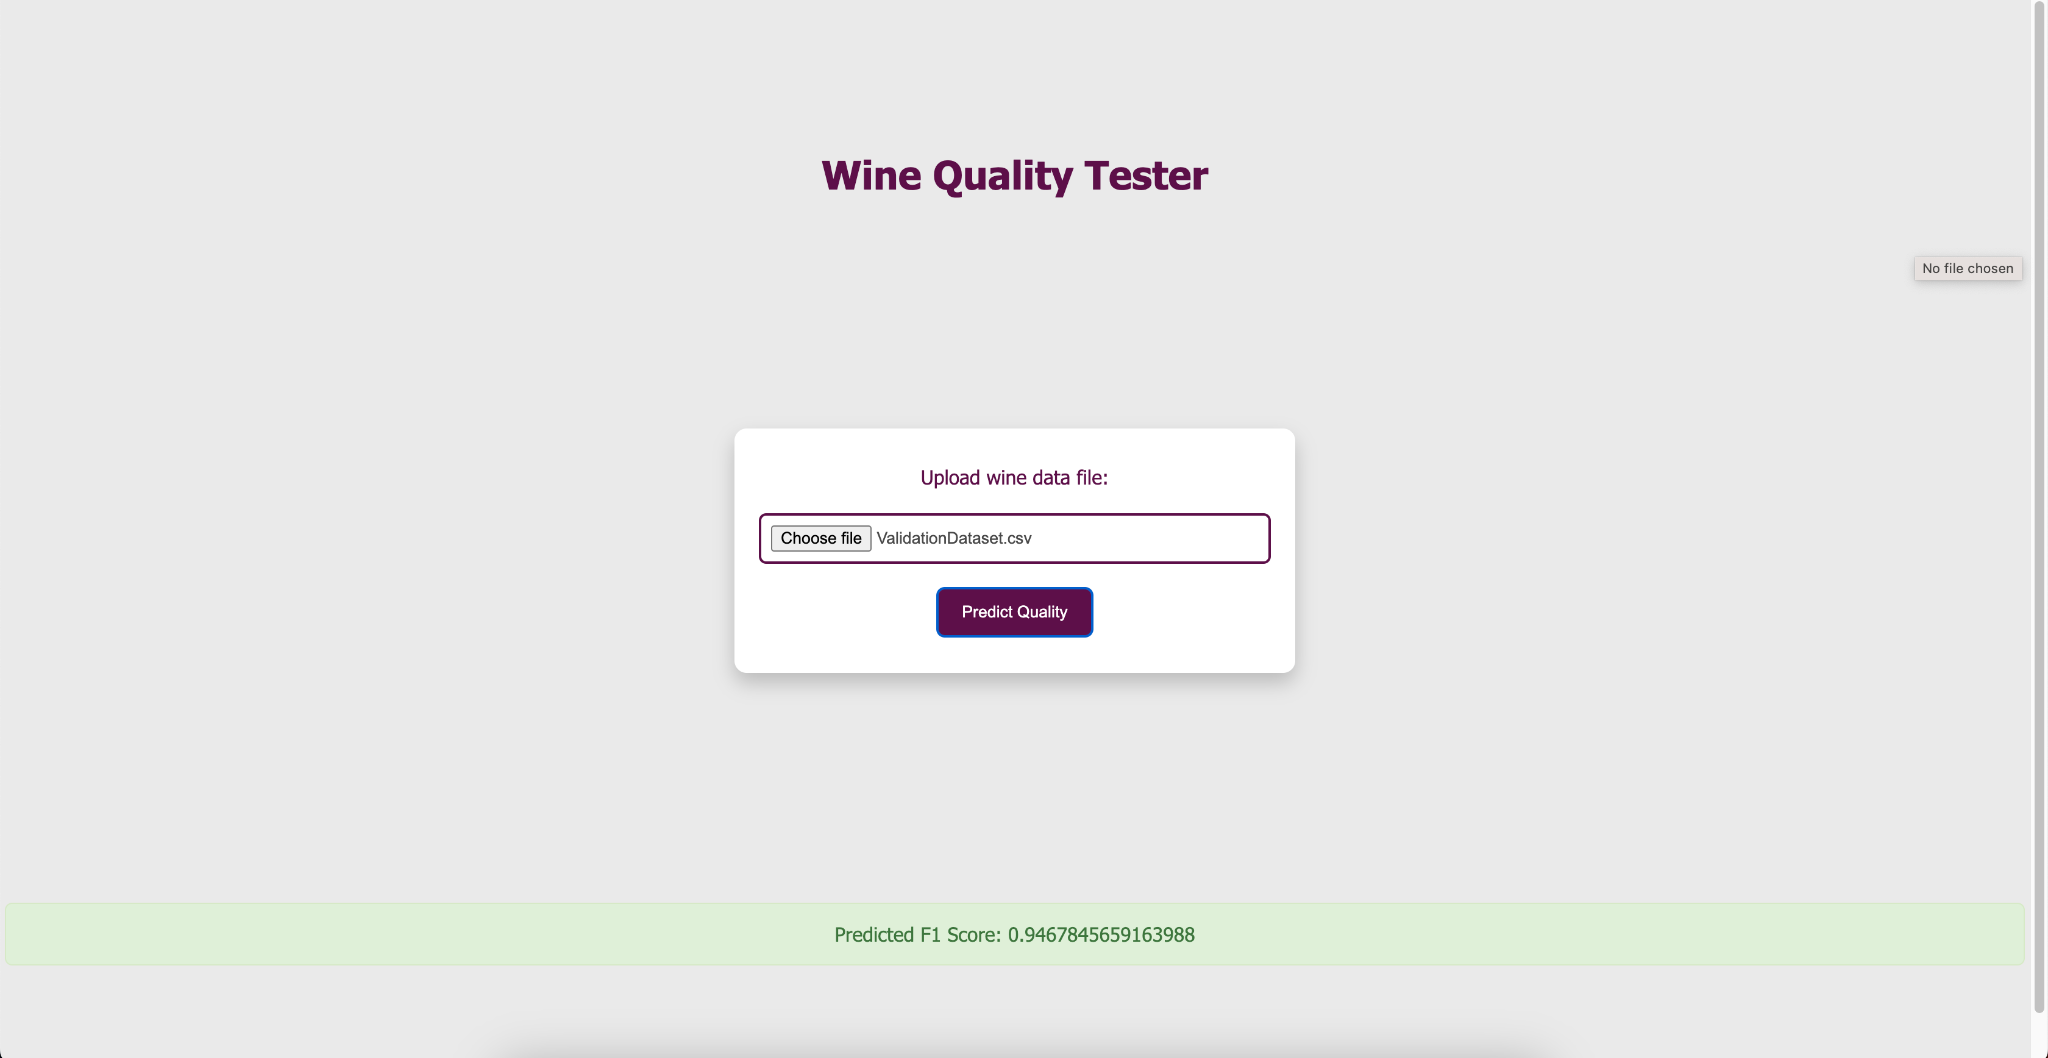 Wine Quality Tester
No file chosen
Upload wine data file:
Choose file ValidationDataset.csv
Predict Quality
Predicted F1 Score: 0.9467845659163988